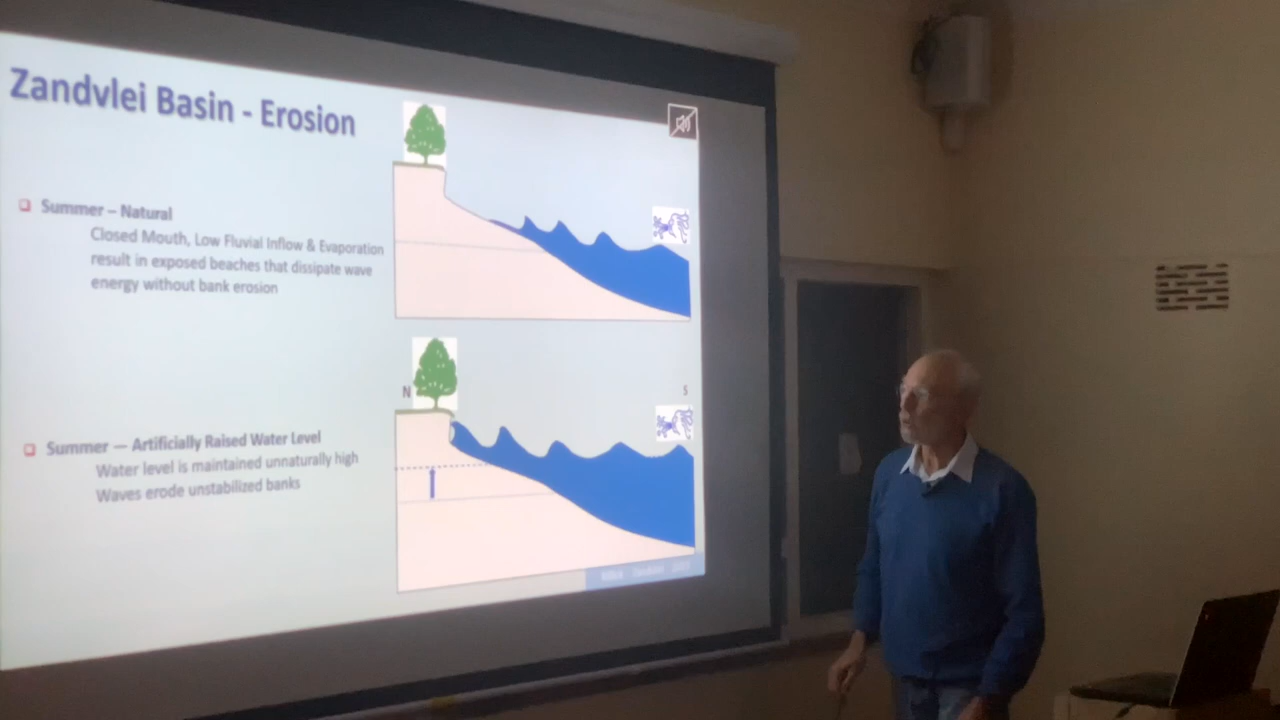 Zandvlei Basin - Erosion
Summer – Natural
Closed Mouth, Low Fluvial Inflow & Evaporation
result in exposed beaches that dissipate wave
energy without bank erosion
N
S
Summer — Artificially Raised Water Level
Water level is maintained unnaturally high
Waves erode unstabilized banks